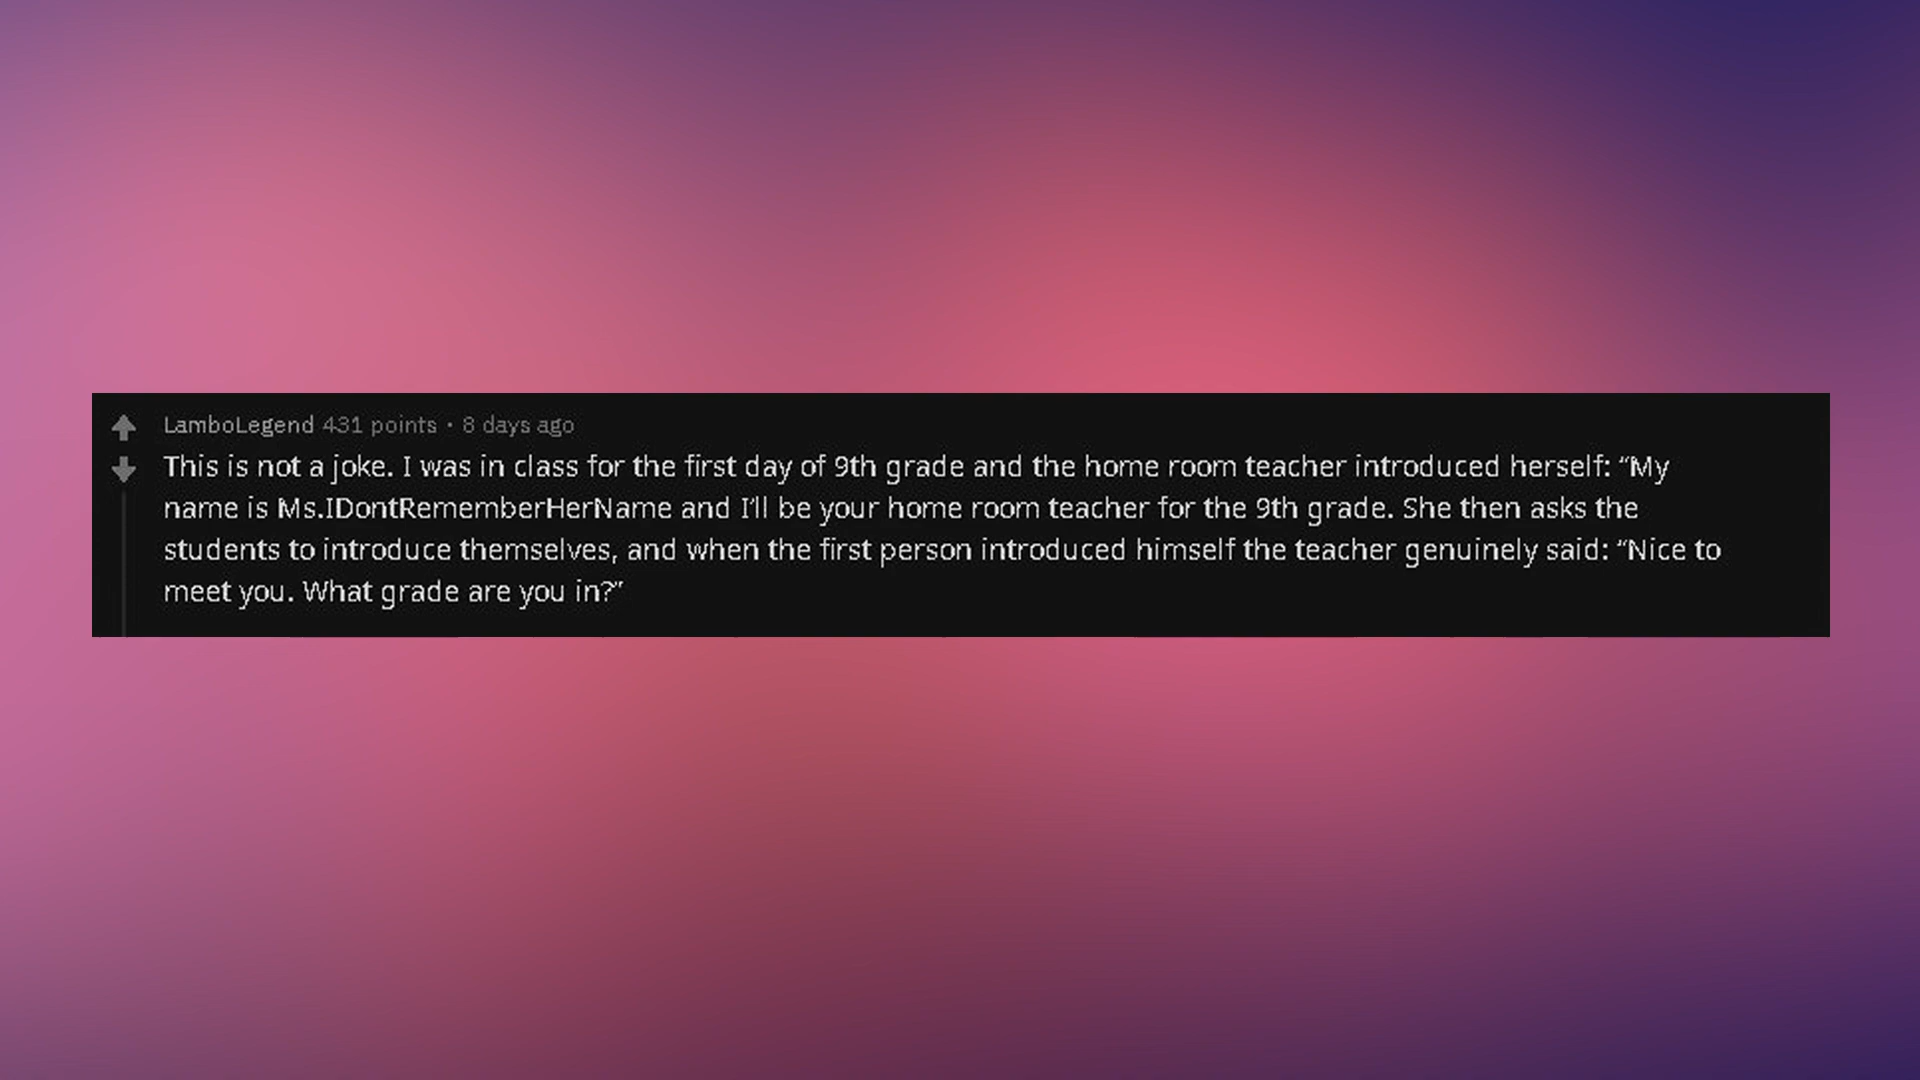 LamboLegend 431 points • 8 days ago
This is not a joke. I was in class for the first day of 9th grade and the home room teacher introduced herself: “My
name is Ms.IDontRememberHerName and I’ll be your home room teacher for the 9th grade. She then asks the
students to introduce themselves, and when the first person introduced himself the teacher genuinely said: “Nice to
meet you. What grade are you in?”